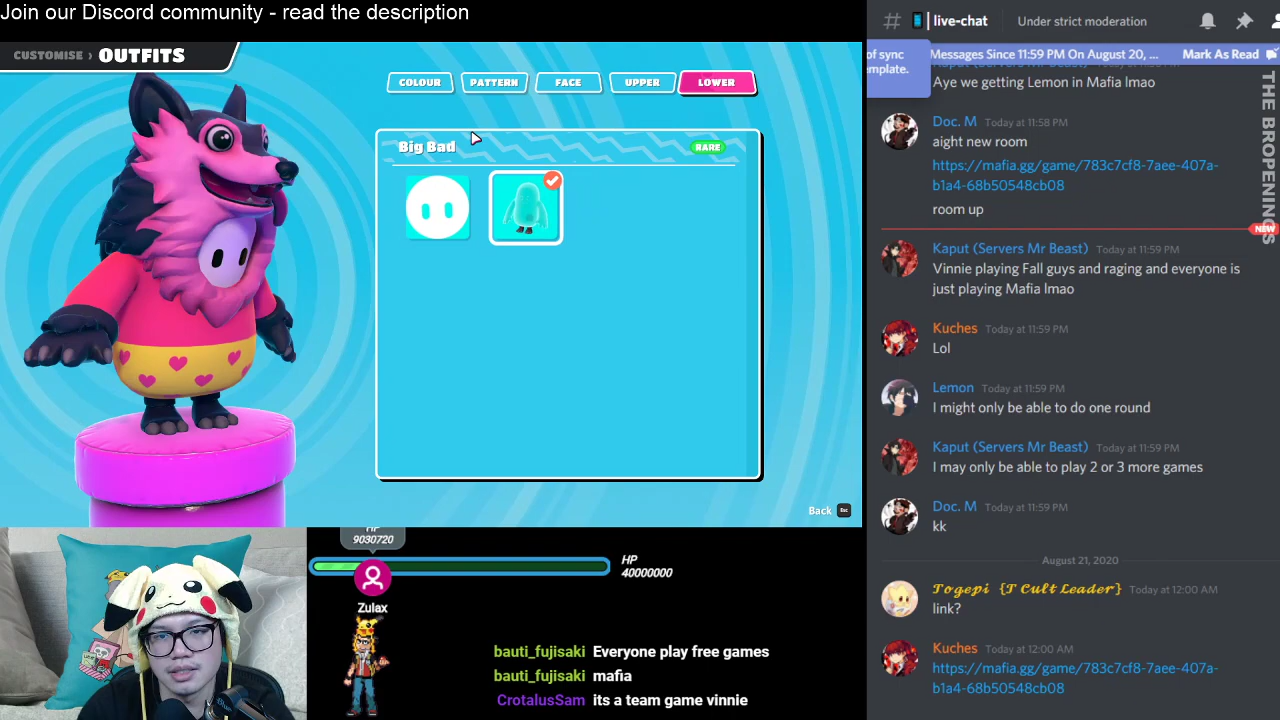 Join our Discord community - read the description
CUSTOMISE › OUTFITS
COLOUR
PATTERN
FACE
UPPER
LOWER
Big Bad
RARE
Back
Esc
HP
9030720
HP
40000000
Zulax
bauti_fujisaki Everyone play free games
bauti_fujisaki mafia
CrotalusSam its a team game vinnie
# live-chat
Under strict moderation
of sync
mplate.
Messages Since 11:59 PM On August 20, ...
Mark As Read
Aye we getting Lemon in Mafia lmao
Doc. M Today at 11:58 PM
aight new room
https://mafia.gg/game/783c7cf8-7aee-407a-
b1a4-68b50548cb08
room up
NEW
Kaput (Servers Mr Beast) Today at 11:59 PM
Vinnie playing Fall guys and raging and everyone is
just playing Mafia lmao
Kuches Today at 11:59 PM
Lol
Lemon Today at 11:59 PM
I might only be able to do one round
Kaput (Servers Mr Beast) Today at 11:59 PM
I may only be able to play 2 or 3 more games
Doc. M Today at 11:59 PM
kk
August 21, 2020
𝓣𝓸𝓰𝓮𝓹𝓲 {𝓣 𝓒𝓾𝓵𝓽 𝓛𝓮𝓪𝓭𝓮𝓻} Today at 12:00 AM
link?
Kuches Today at 12:00 AM
https://mafia.gg/game/783c7cf8-7aee-407a-
b1a4-68b50548cb08
THE BROPENINGS